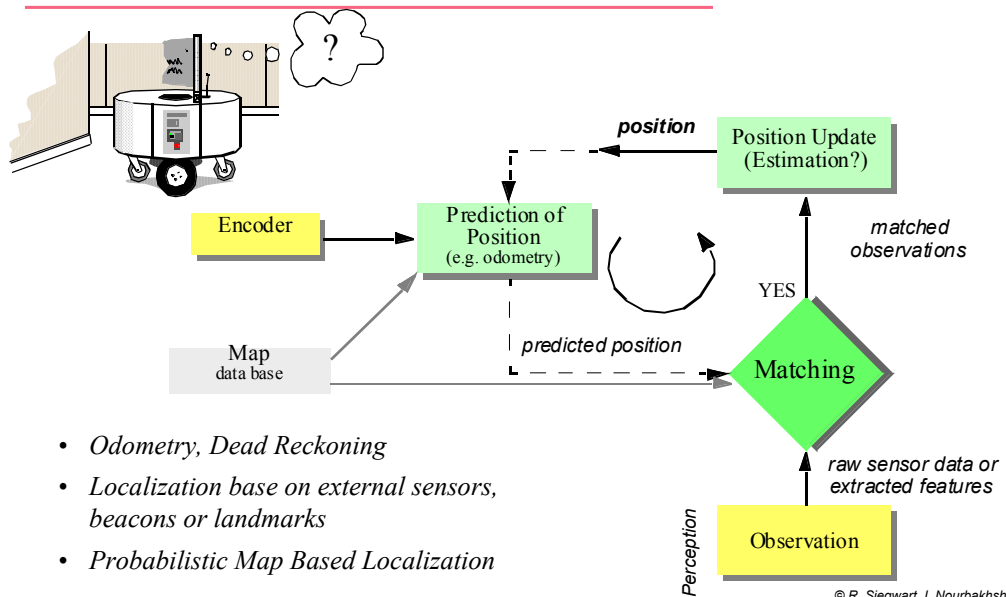 ?
position
Position Update
(Estimation?)
Encoder
Prediction of
Position
(e.g. odometry)
matched
observations
YES
Map
data base
predicted position
Matching
• Odometry, Dead Reckoning
• Localization base on external sensors,
beacons or landmarks
• Probabilistic Map Based Localization
raw sensor data or
extracted features
Perception
Observation
© R. Siegwart, I. Nourbakhsh